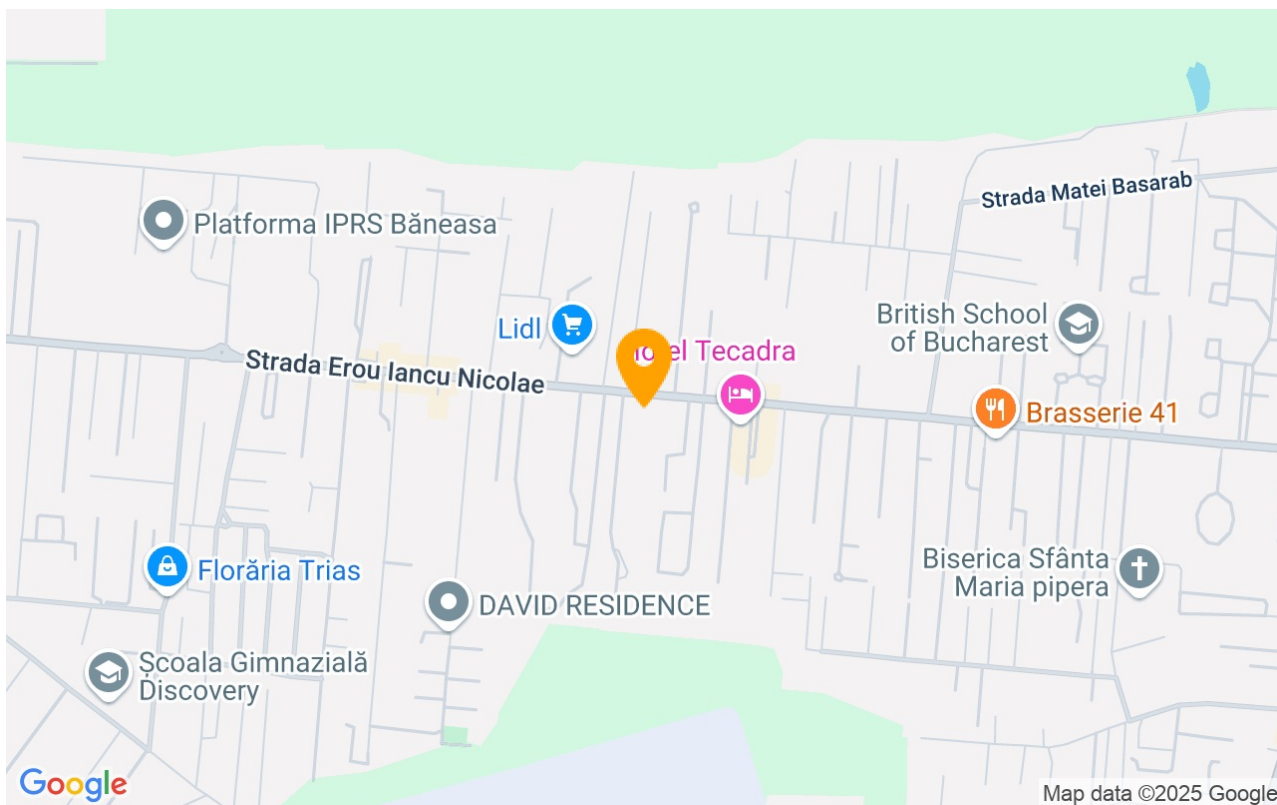 Strada Matei Basarab
Platforma IPRS Băneasa
British School
of Bucharest
Lidl
el Tecadra
Strada Erou Iancu Nicolae
Brasserie 41
Biserica Sfânta
Maria pipera
Florăria Trias
DAVID RESIDENCE
Școala Gimnazială
Discovery
Google
Map data ©2025 Google